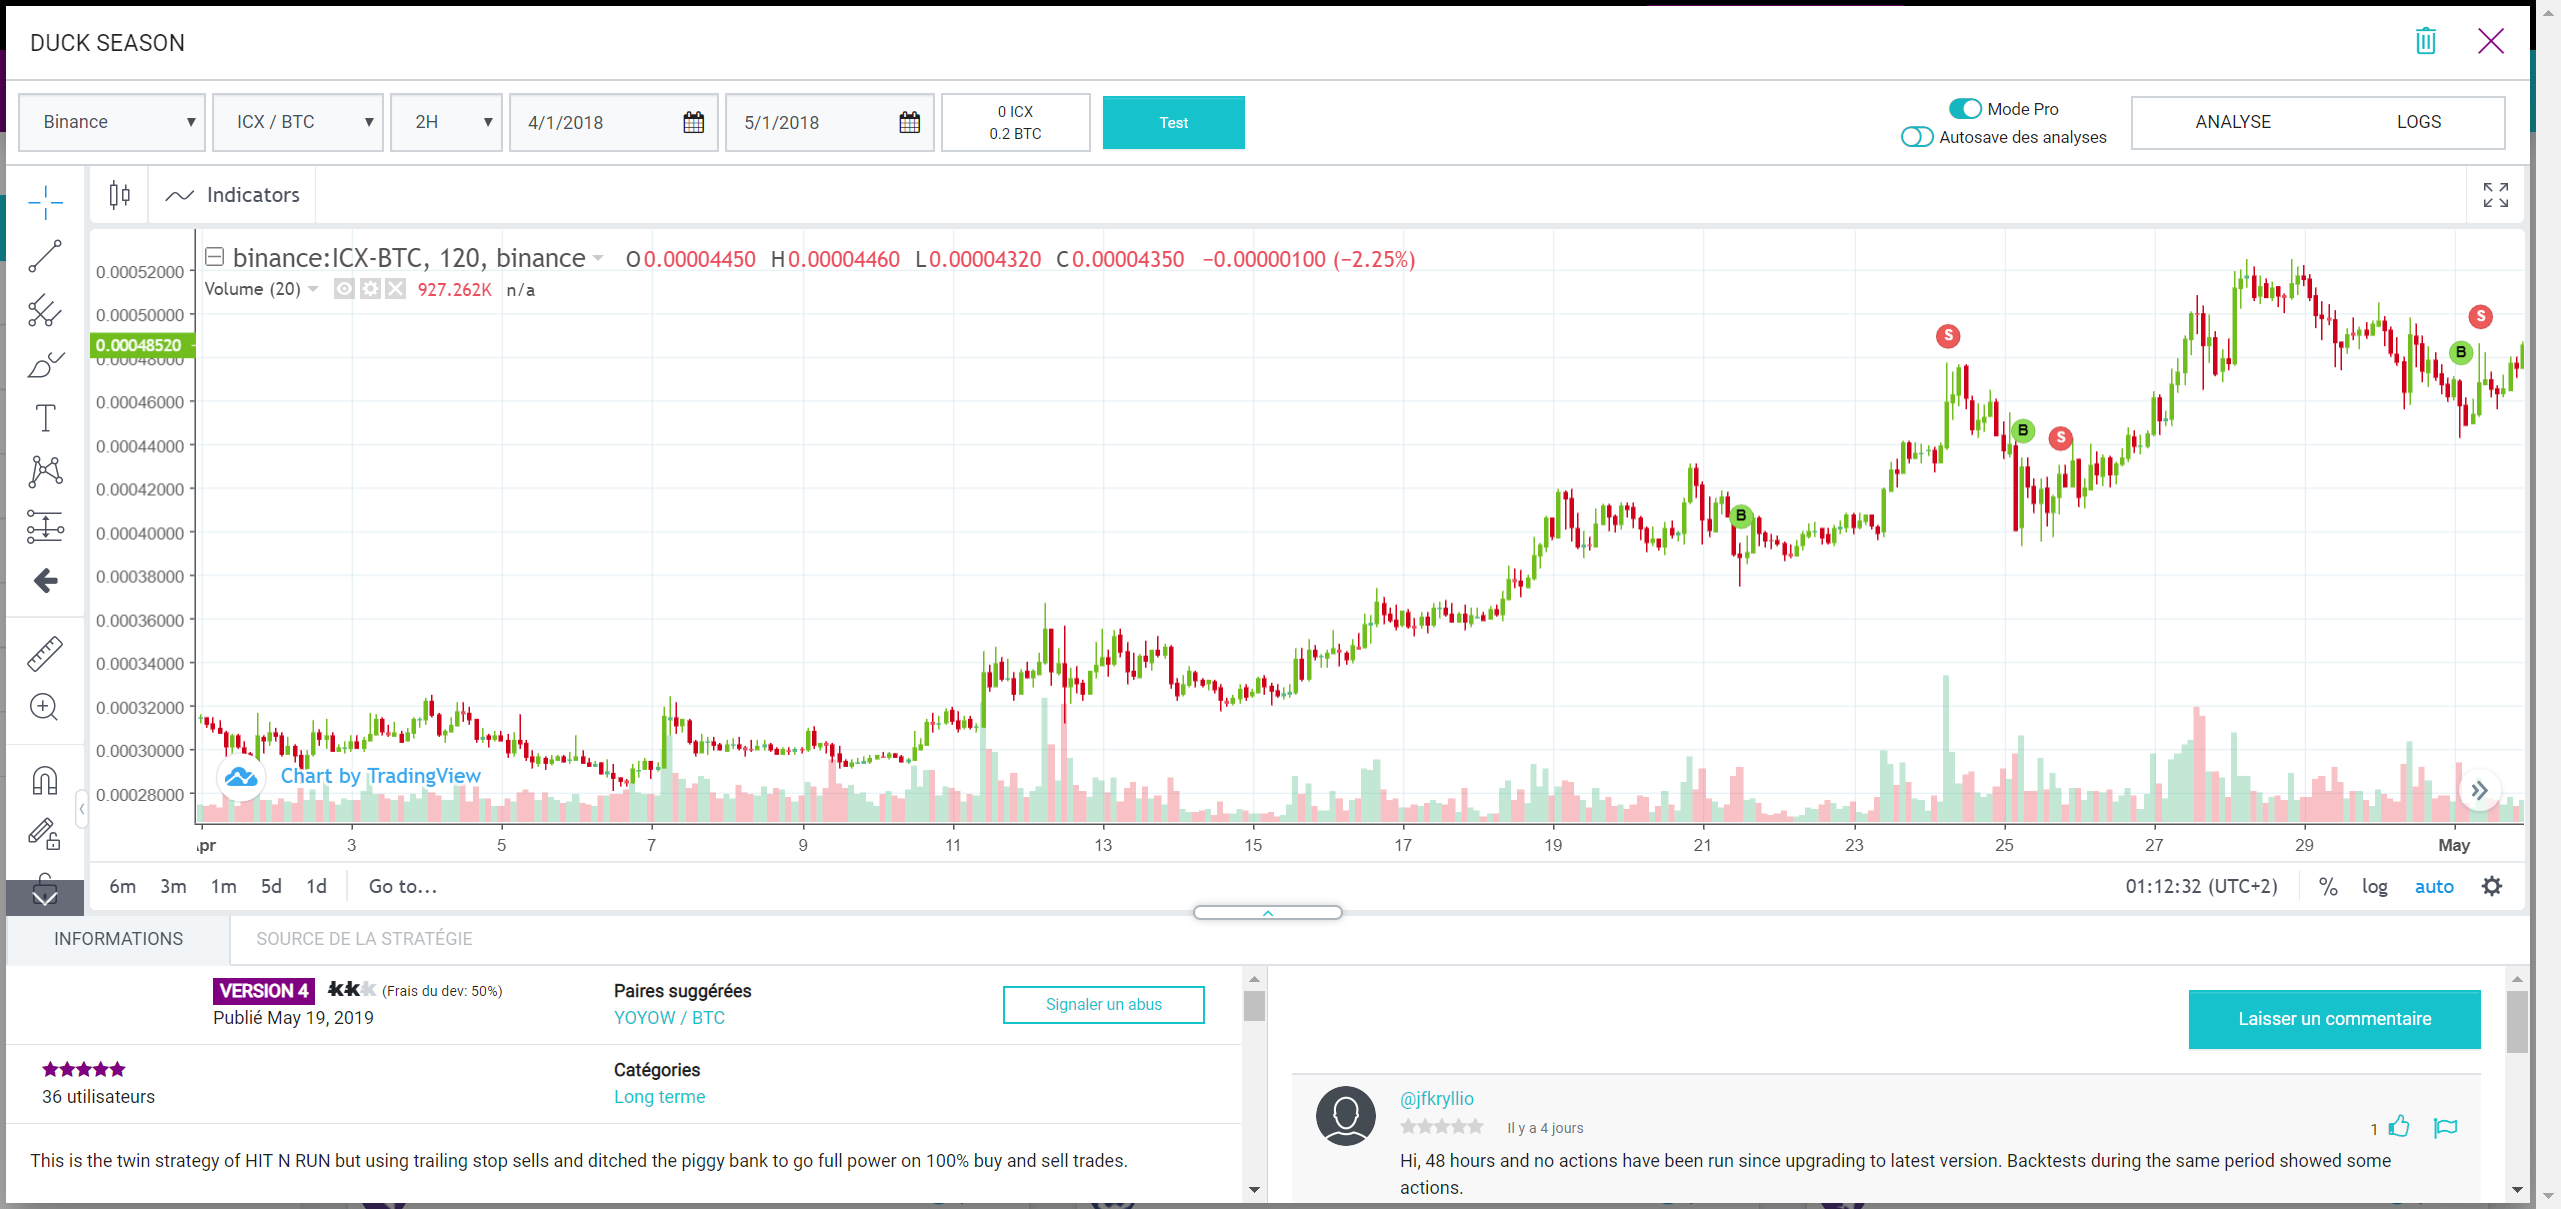 DUCK SEASON
Binance ICX / BTC 2H 4/1/2018 5/1/2018 0 ICX Test
0.2 BTC
Mode Pro
Autosave des analyses
ANALYSE LOGS
Indicators
binance:ICX-BTC, 120, binance O0.00004450 H0.00004460 L0.00004320 C0.00004350 −0.00000100 (−2.25%)
Volume (20) 927.262K n/a
0.00052000
0.00050000
0.00048520
0.00048000
0.00046000
0.00044000
0.00042000
0.00040000
0.00038000
0.00036000
0.00034000
0.00032000
0.00030000
0.00028000
S
S
B
B
S
B
Chart by TradingView
Apr 3 5 7 9 11 13 15 17 19 21 23 25 27 29 May
6m 3m 1m 5d 1d Go to... 01:12:32 (UTC+2) % log auto
INFORMATIONS SOURCE DE LA STRATÉGIE
VERSION 4 kkk (Frais du dev: 50%)
Publié May 19, 2019
Paires suggérées
YOYOW / BTC
Signaler un abus
36 utilisateurs
Catégories
Long terme
This is the twin strategy of HIT N RUN but using trailing stop sells and ditched the piggy bank to go full power on 100% buy and sell trades.
Laisser un commentaire
@jfkryllio
Il y a 4 jours
1
Hi, 48 hours and no actions have been run since upgrading to latest version. Backtests during the same period showed some
actions.